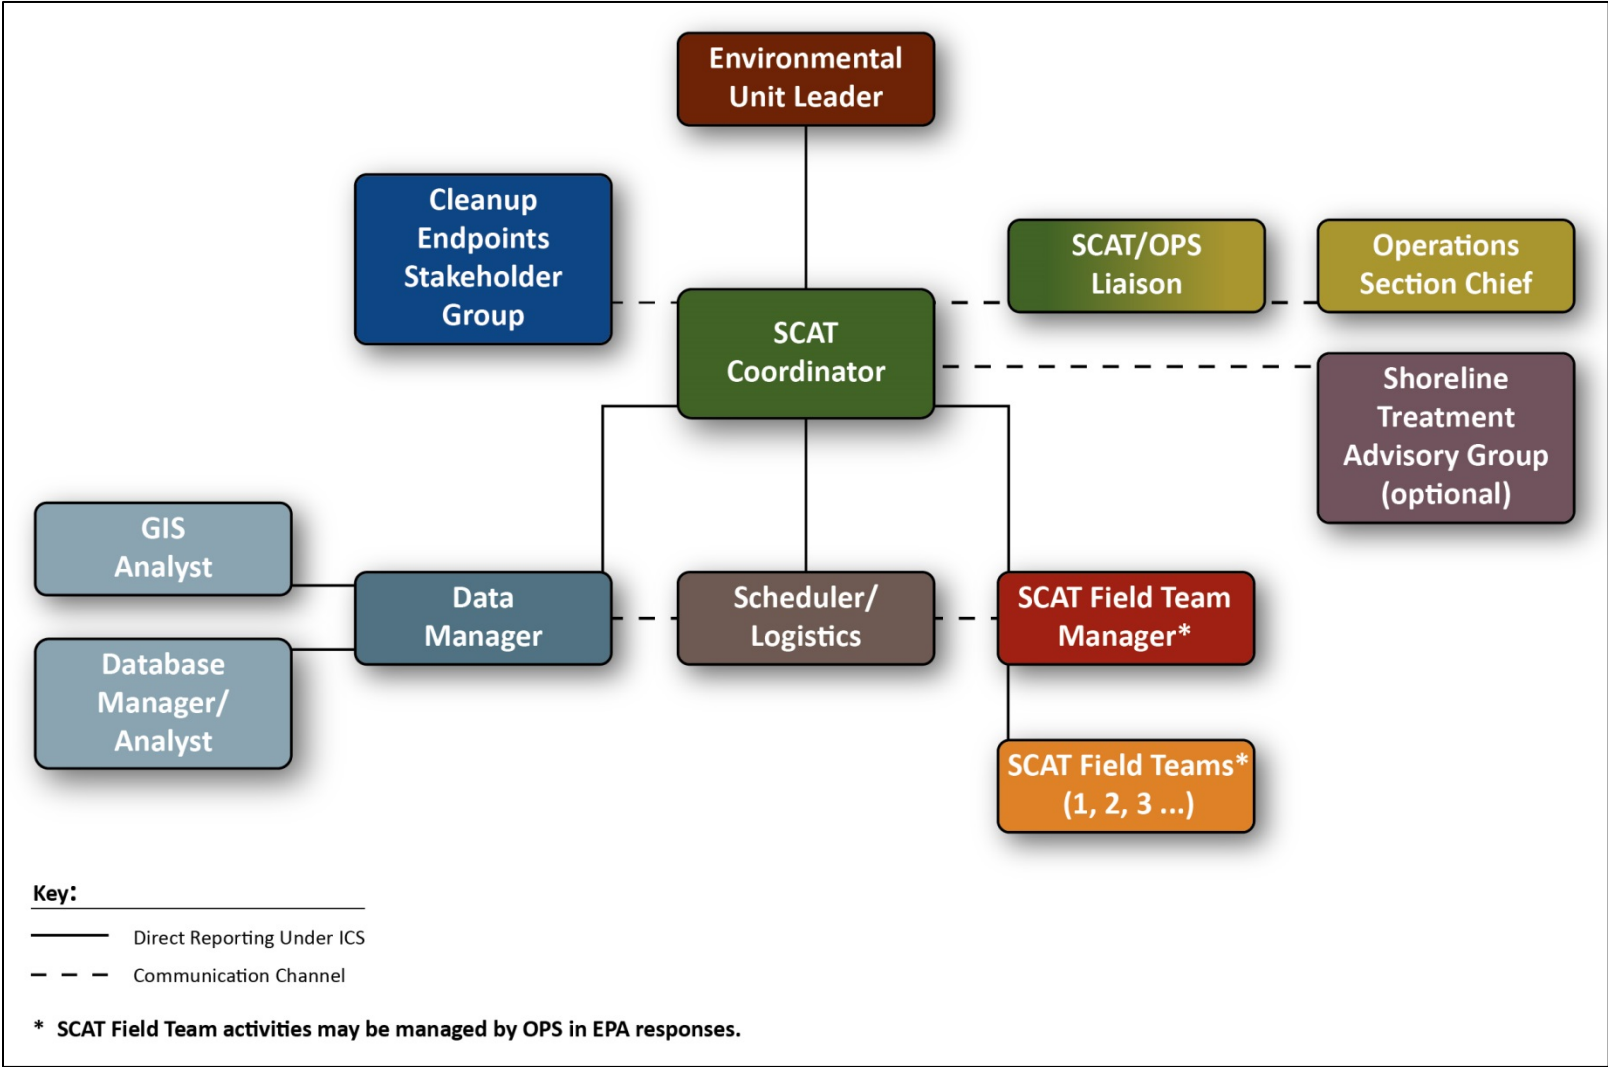 Environmental
Unit Leader
Cleanup
Endpoints
Stakeholder
Group
SCAT/OPS
Liaison
Operations
Section Chief
SCAT
Coordinator
Shoreline
Treatment
Advisory Group
(optional)
GIS
Analyst
Data
Manager
Scheduler/
Logistics
SCAT Field Team
Manager*
Database
Manager/
Analyst
SCAT Field Teams*
(1, 2, 3 ...)
Key:
Direct Reporting Under ICS
Communication Channel
* SCAT Field Team activities may be managed by OPS in EPA responses.